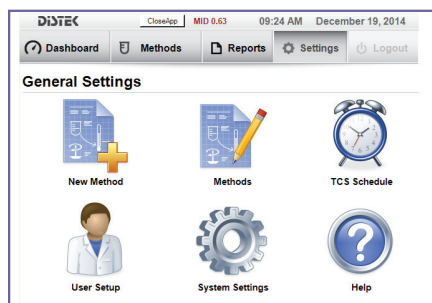 DiSTEK CloseApp MID 0.63 09:24 AM December 19, 2014
Dashboard Methods Reports Settings Logout
General Settings
New Method Methods TCS Schedule
User Setup System Settings Help